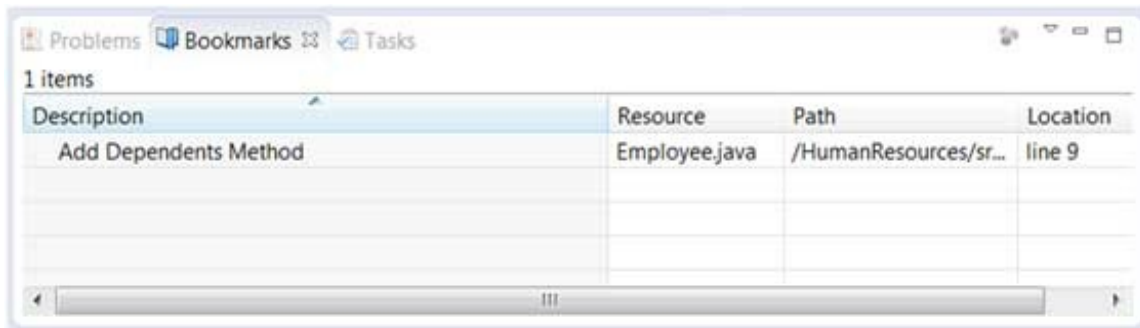 Problems Bookmarks Tasks
1 items
Description Resource Path Location
Add Dependents Method Employee.java /HumanResources/sr... line 9